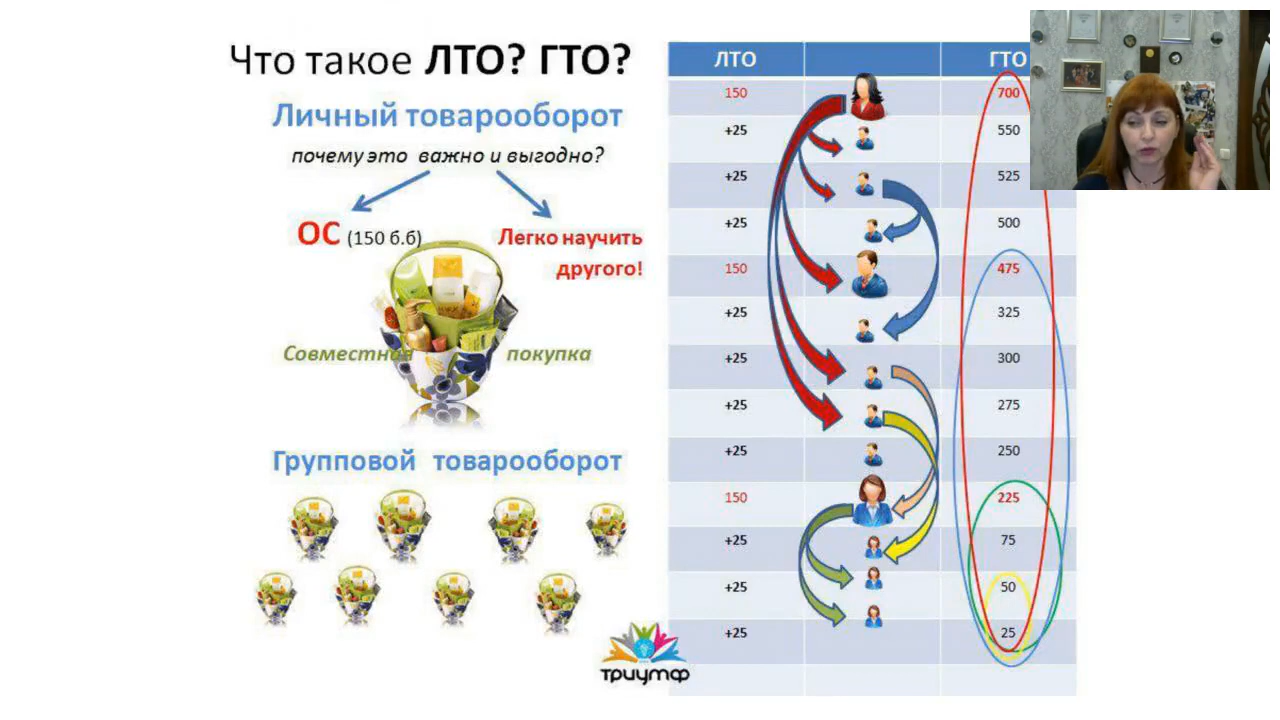 Что такое ЛТО? ГТО?
Личный товарооборот
почему это важно и выгодно?
ОС (150 б.б)
Легко научить
другого!
Совместная покупка
Групповой товарооборот
триумф
ЛТО ГТО
150 700
+25 550
+25 525
+25 500
150 475
+25 325
+25 300
+25 275
+25 250
150 225
+25 75
+25 50
+25 25